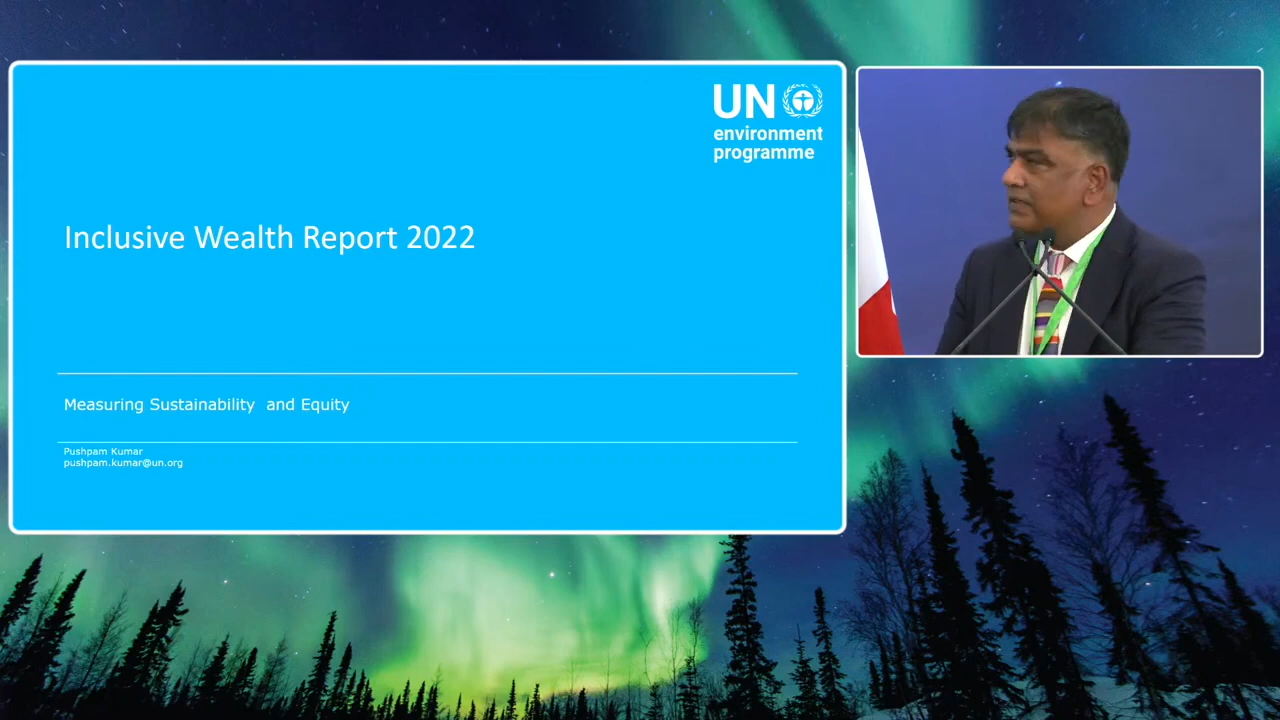 UN
environment
programme
Inclusive Wealth Report 2022
Measuring Sustainability  and Equity
Pushpam Kumar
pushpam.kumar@un.org